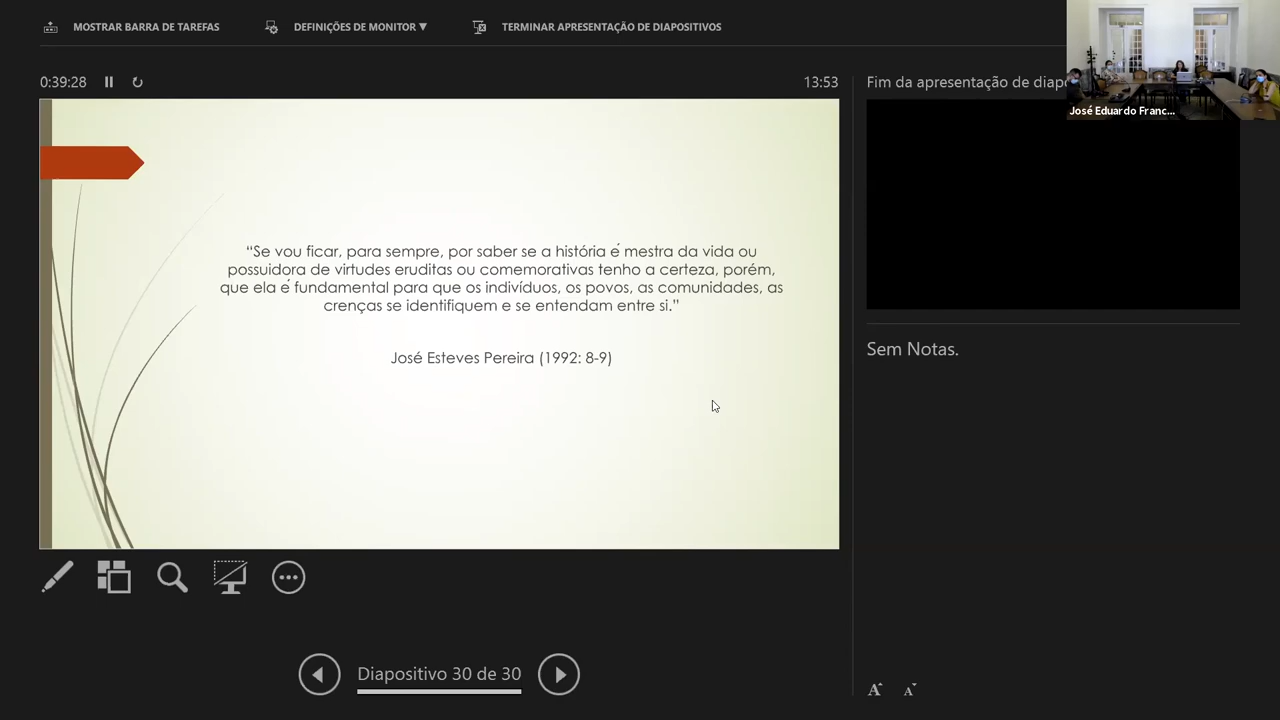 MOSTRAR BARRA DE TAREFAS
DEFINIÇÕES DE MONITOR ▼
TERMINAR APRESENTAÇÃO DE DIAPOSITIVOS
0:39:28
13:53
“Se vou ficar, para sempre, por saber se a história é mestra da vida ou
possuidora de virtudes eruditas ou comemorativas tenho a certeza, porém,
que ela é fundamental para que os indivíduos, os povos, as comunidades, as
crenças se identifiquem e se entendam entre si.”
José Esteves Pereira (1992: 8-9)
Diapositivo 30 de 30
Fim da apresentação de diapo
José Eduardo Franc...
Sem Notas.
A A